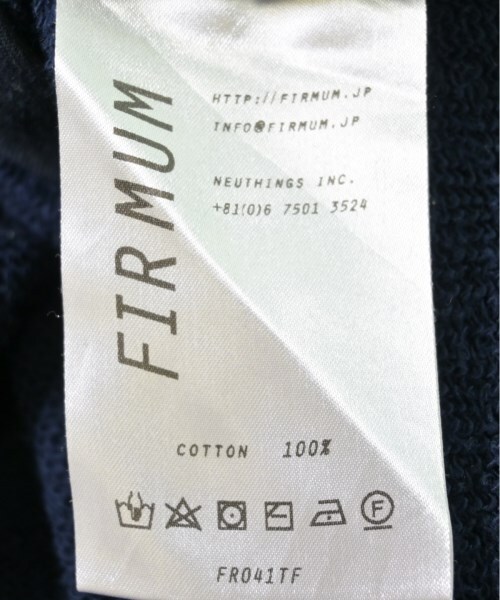 FIRMUM
HTTP://FIRMUM.JP
INFO@FIRMUM.JP
NEUTHINGS INC.
+81(0)6 7501 3524
COTTON 100%
F
FR041TF